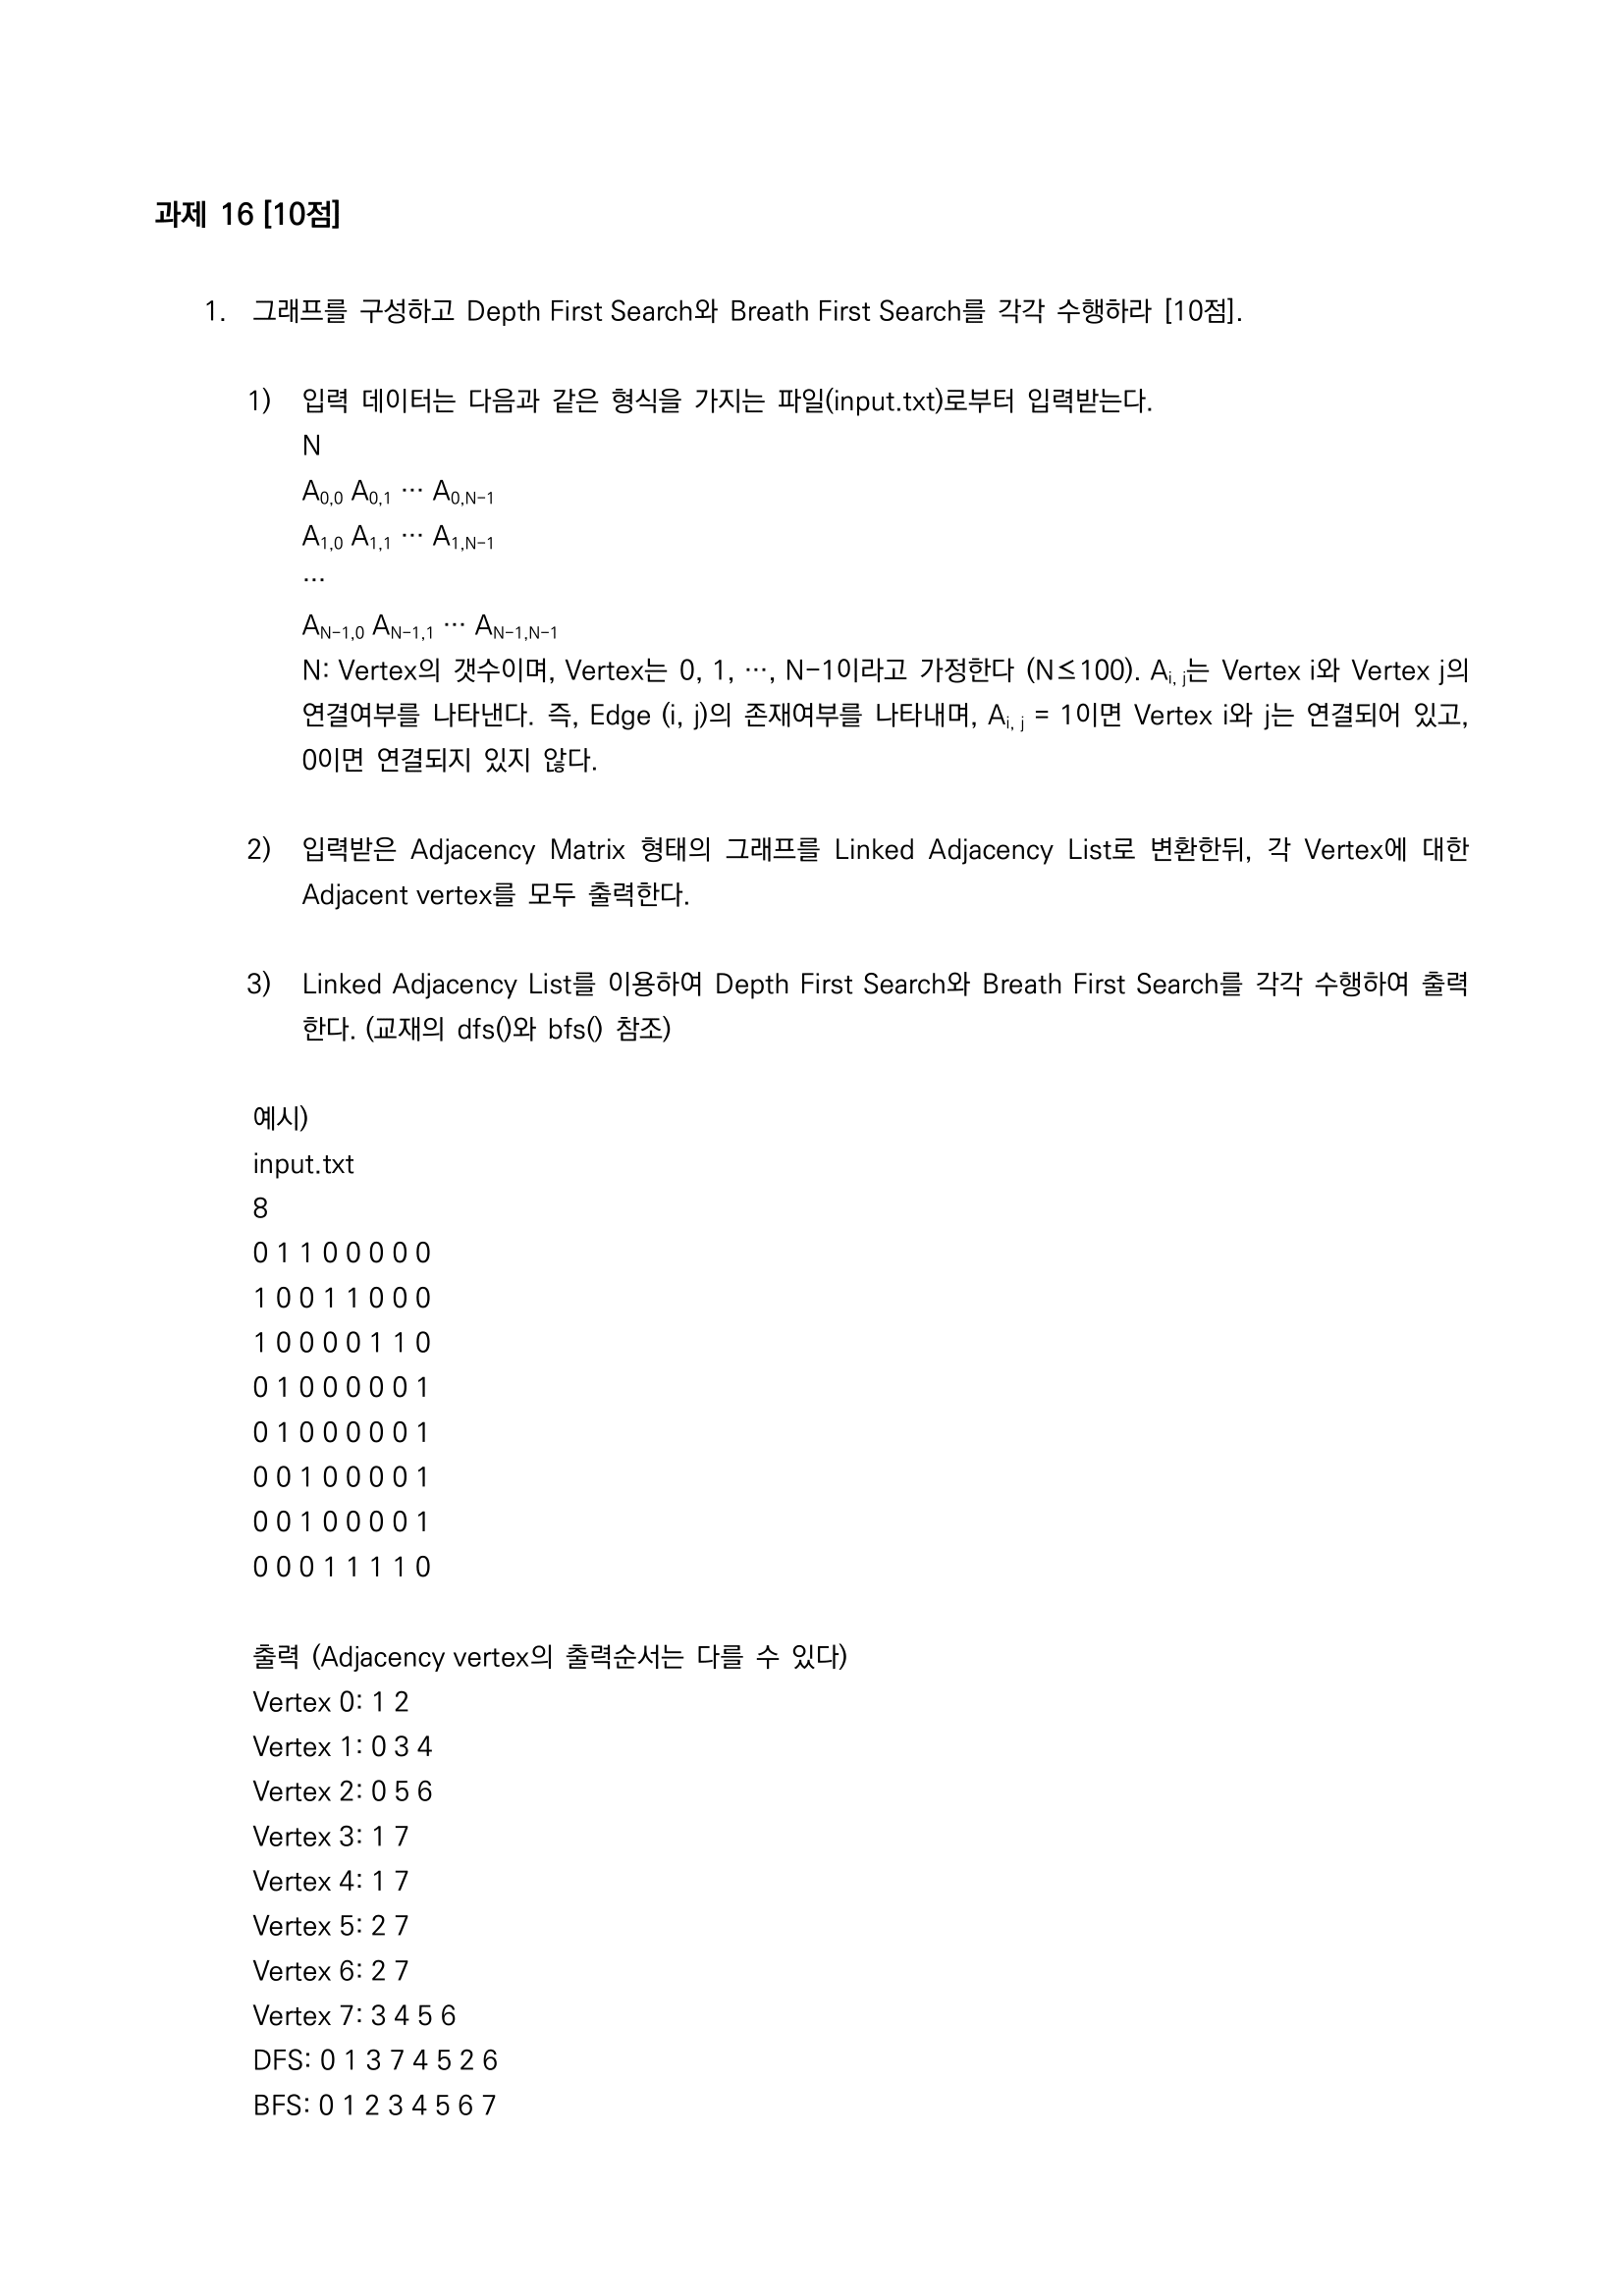 과제 16 [10점]
1. 그래프를 구성하고 Depth First Search와 Breath First Search를 각각 수행하라 [10점].
1) 입력 데이터는 다음과 같은 형식을 가지는 파일(input.txt)로부터 입력받는다.
N
A0,0 A0,1 ⋯ A0,N-1
A1,0 A1,1 ⋯ A1,N-1
⋯
AN-1,0 AN-1,1 ⋯ AN-1,N-1
N: Vertex의 갯수이며, Vertex는 0, 1, ⋯, N-1이라고 가정한다 (N≤100). Ai, j는 Vertex i와 Vertex j의
연결여부를 나타낸다. 즉, Edge (i, j)의 존재여부를 나타내며, Ai, j = 1이면 Vertex i와 j는 연결되어 있고,
0이면 연결되지 있지 않다.
2) 입력받은 Adjacency Matrix 형태의 그래프를 Linked Adjacency List로 변환한뒤, 각 Vertex에 대한
Adjacent vertex를 모두 출력한다.
3) Linked Adjacency List를 이용하여 Depth First Search와 Breath First Search를 각각 수행하여 출력
한다. (교재의 dfs()와 bfs() 참조)
예시)
input.txt
8
0 1 1 0 0 0 0 0
1 0 0 1 1 0 0 0
1 0 0 0 0 1 1 0
0 1 0 0 0 0 0 1
0 1 0 0 0 0 0 1
0 0 1 0 0 0 0 1
0 0 1 0 0 0 0 1
0 0 0 1 1 1 1 0
출력 (Adjacency vertex의 출력순서는 다를 수 있다)
Vertex 0: 1 2
Vertex 1: 0 3 4
Vertex 2: 0 5 6
Vertex 3: 1 7
Vertex 4: 1 7
Vertex 5: 2 7
Vertex 6: 2 7
Vertex 7: 3 4 5 6
DFS: 0 1 3 7 4 5 2 6
BFS: 0 1 2 3 4 5 6 7